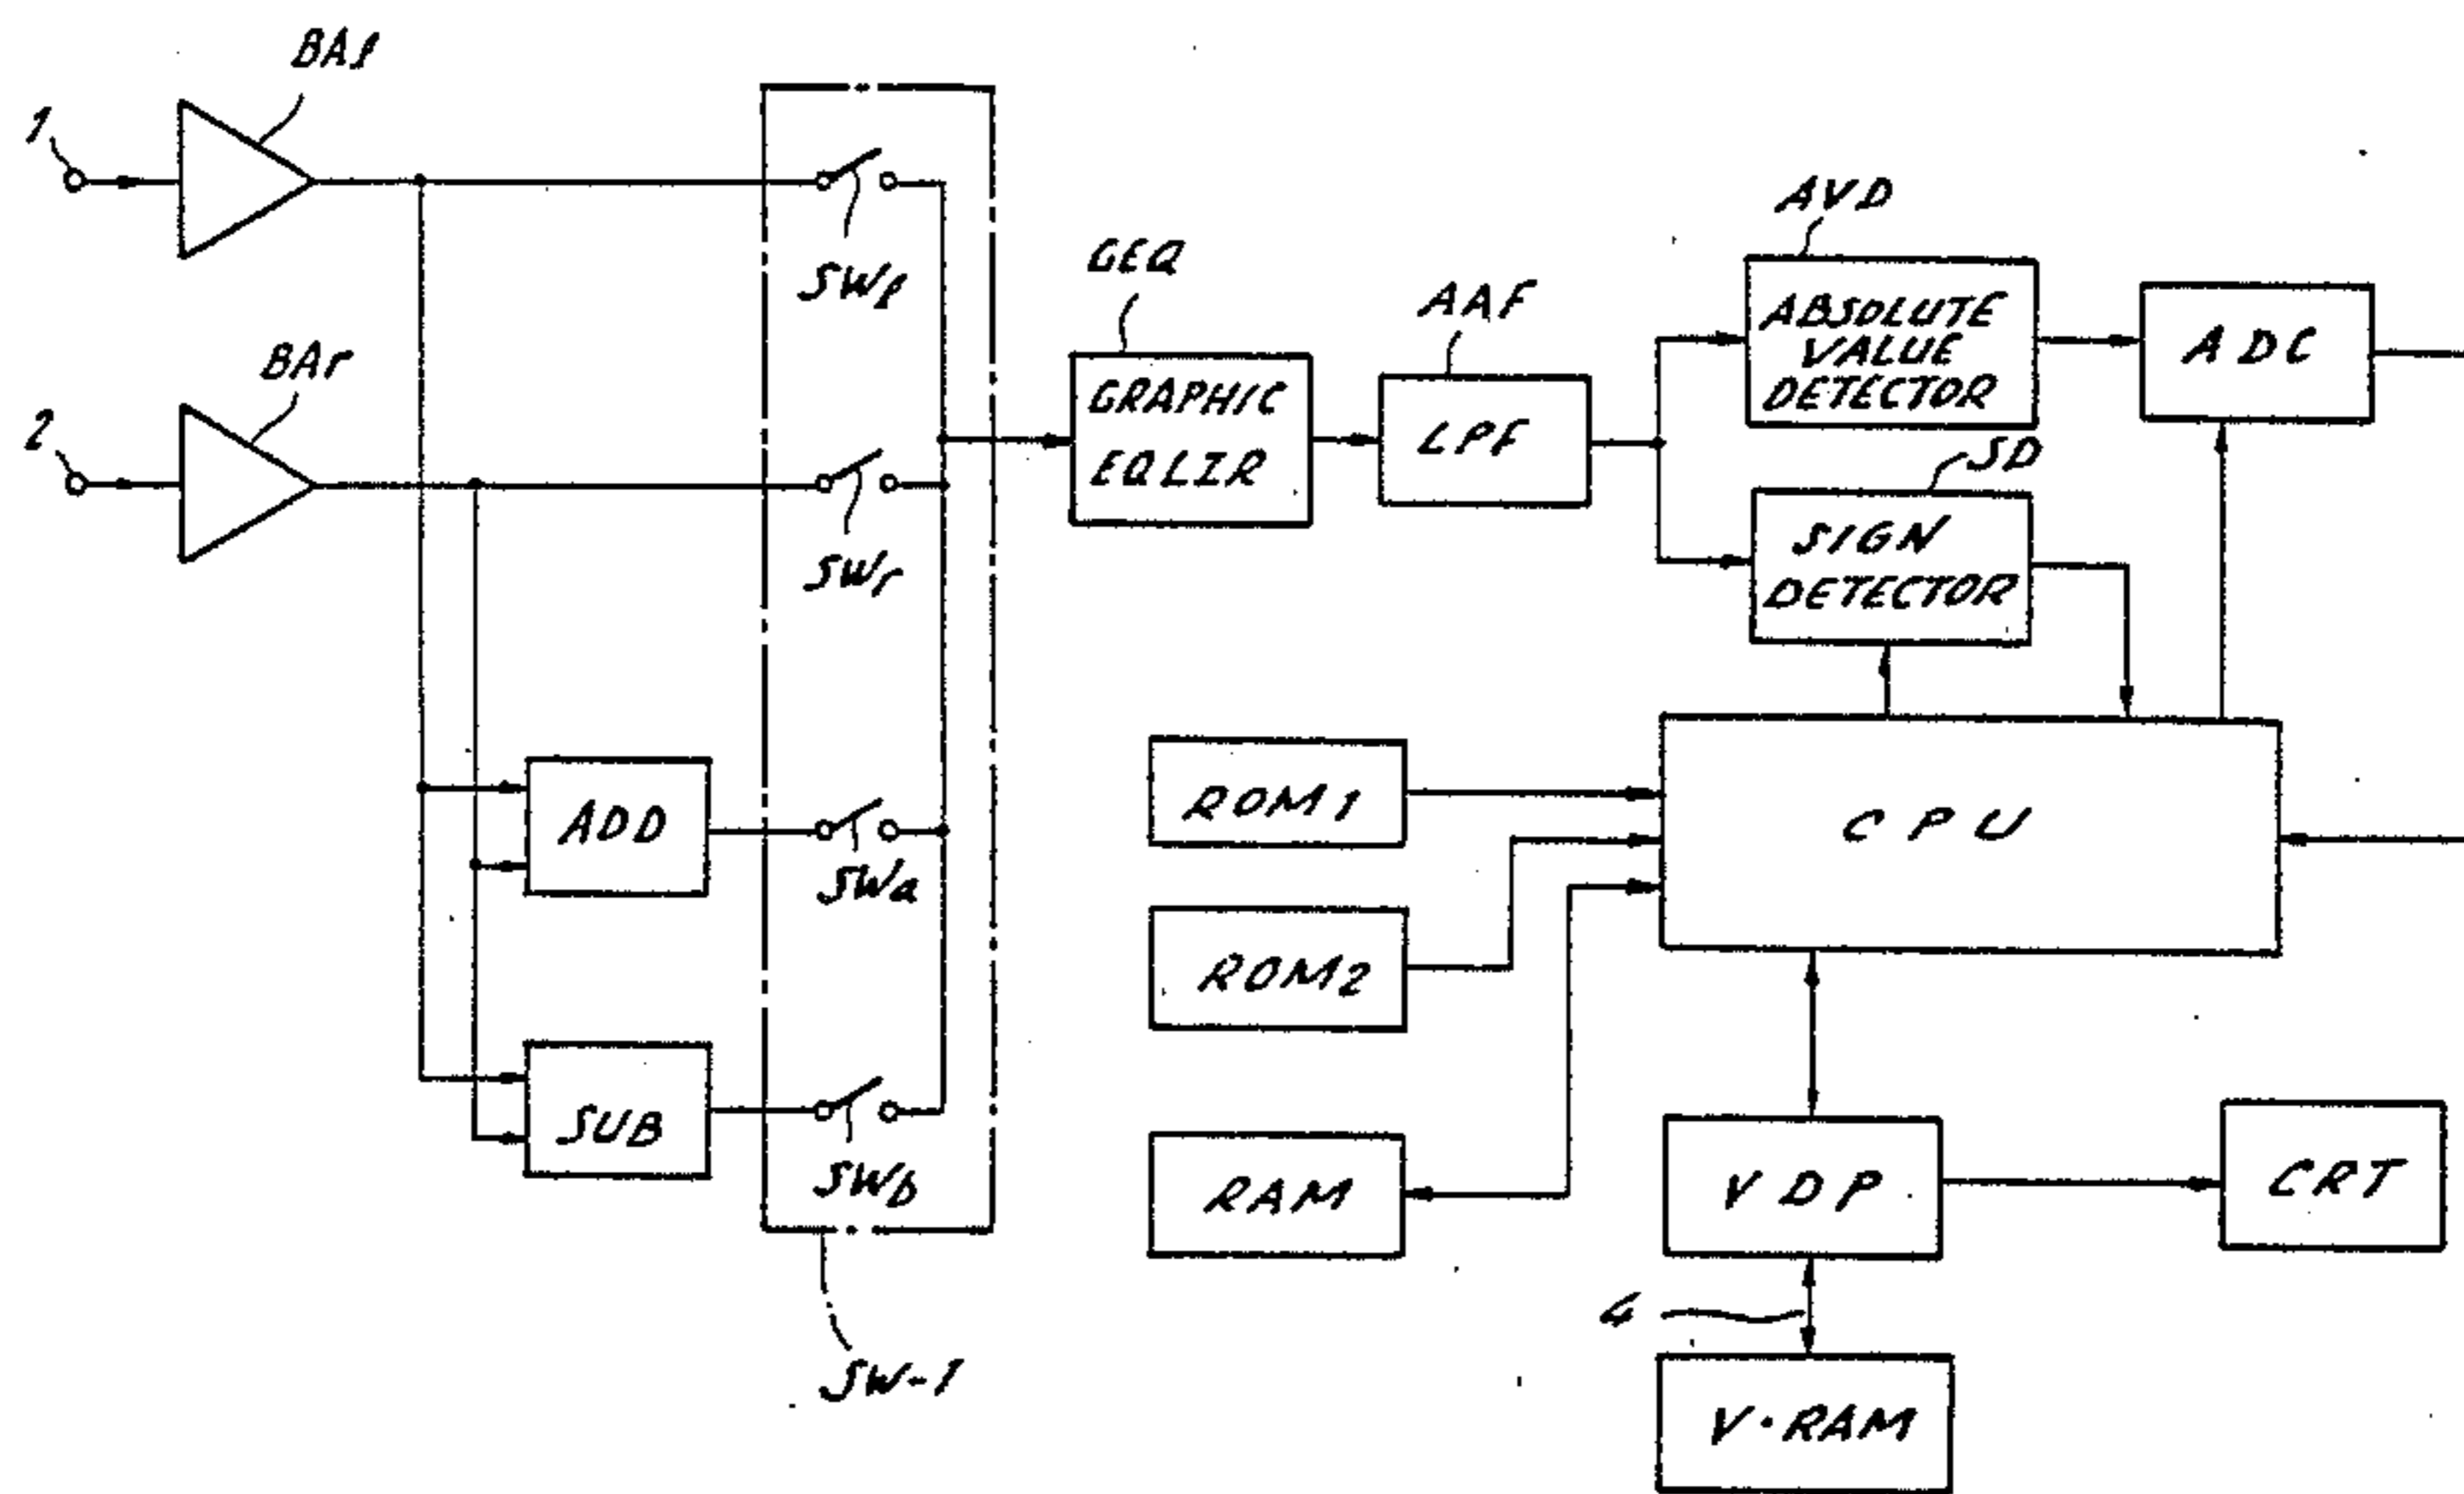 BAl
1
SWl
BAr
2
SWr
GEQ
GRAPHIC
EQLIR
AAF
LPF
AVD
ABSOLUTE
VALUE
DETECTOR
ADC
SD
SIGN
DETECTOR
ADD
SWa
SUB
SWb
SW-1
ROM1
ROM2
RAM
CPU
VDP
CRT
4
V·RAM